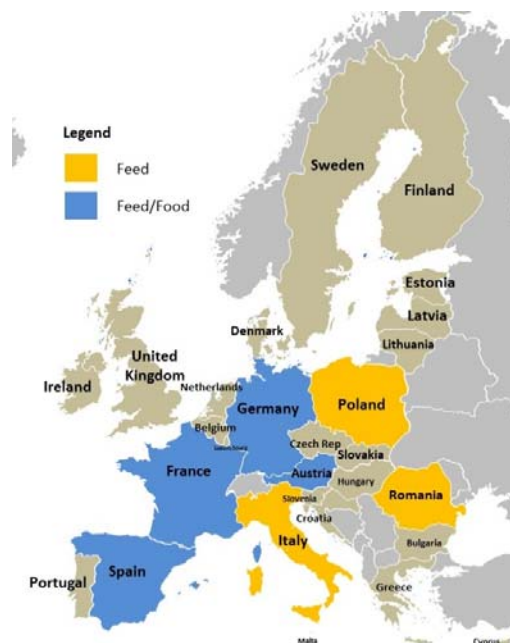 Legend
Feed
Feed/Food
Sweden
Finland
Estonia
Latvia
Lithuania
Denmark
United
Kingdom
Ireland
Netherlands
Belgium
Germany
Poland
Czech Rep
Slovakia
France
Austria
Hungary
Romania
Slovenia
Croatia
Italy
Bulgaria
Portugal
Spain
Greece
Malta
Cyprus